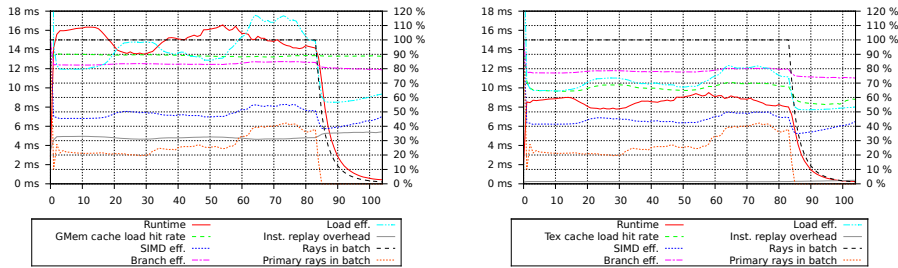 18 ms 120 %
110 %
16 ms
100 %
14 ms
90 %
12 ms 80 %
10 ms 70 %
60 %
8 ms
50 %
6 ms
40 %
4 ms 30 %
20 %
2 ms
10 %
0 ms 0 %
0 10 20 30 40 50 60 70 80 90 100
Runtime Load eff.
GMem cache load hit rate Inst. replay overhead
SIMD eff. Rays in batch
Branch eff. Primary rays in batch
18 ms 120 %
110 %
16 ms
100 %
14 ms
90 %
12 ms 80 %
10 ms 70 %
60 %
8 ms
50 %
6 ms
40 %
4 ms 30 %
20 %
2 ms
10 %
0 ms 0 %
0 10 20 30 40 50 60 70 80 90 100
Runtime Load eff.
Tex cache load hit rate Inst. replay overhead
SIMD eff. Rays in batch
Branch eff. Primary rays in batch